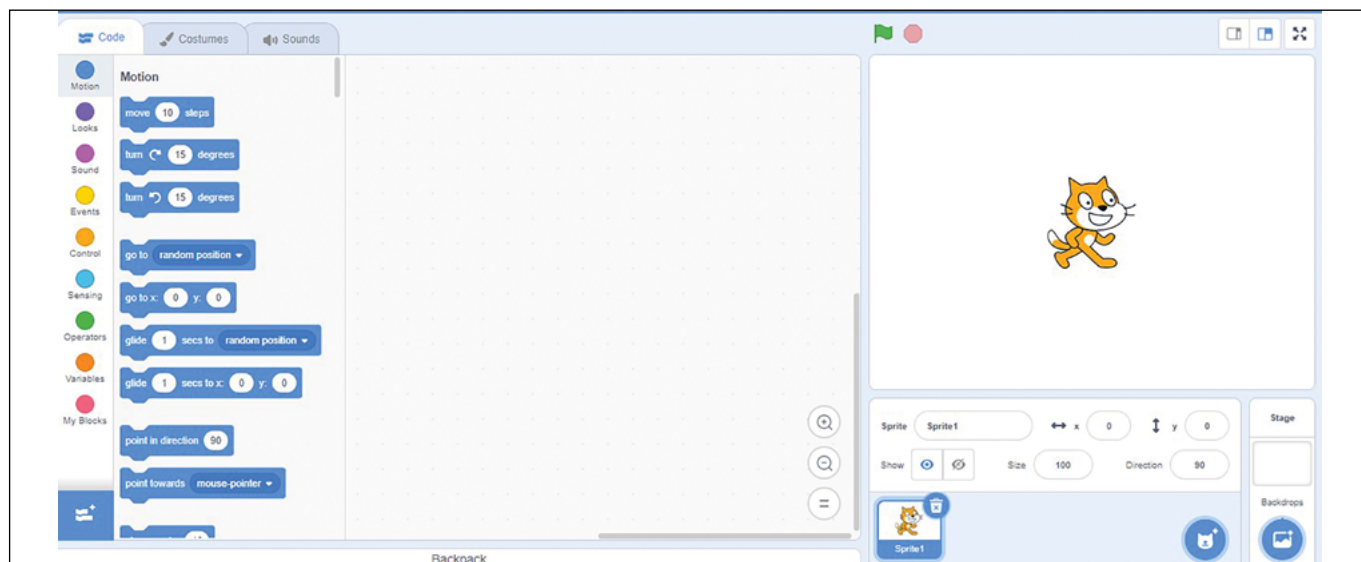 Code Costumes Sounds
Motion
Looks
Sound
Events
Control
Sensing
Operators
Variables
My Blocks
Motion
move 10 steps
turn 15 degrees
turn 15 degrees
go to random position
go to x: 0 y: 0
glide 1 secs to random position
glide 1 secs to x: 0 y: 0
point in direction 90
point towards mouse-pointer
Backpack
Sprite Sprite1 x 0 y 0
Show Size 100 Direction 90
Sprite1
Stage
Backdrops